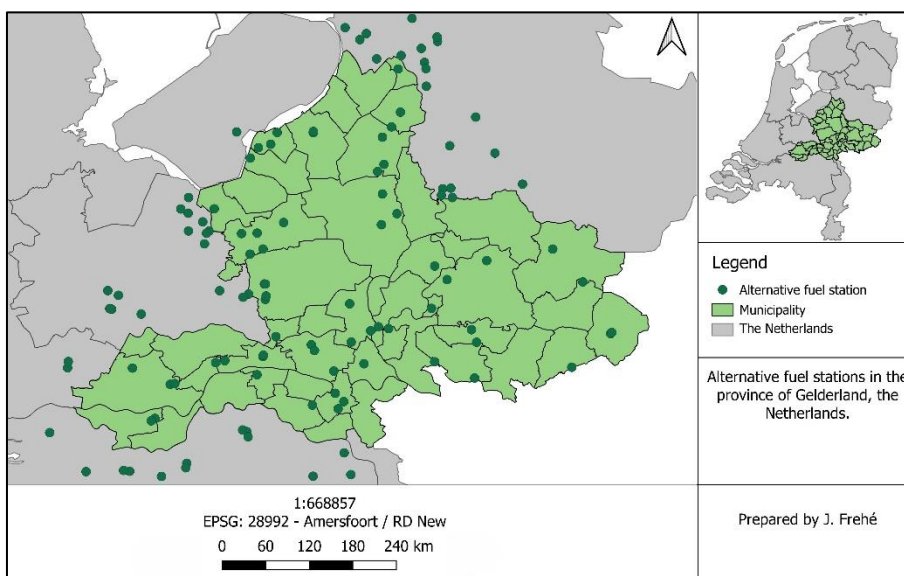 Legend
Alternative fuel station
Municipality
The Netherlands
Alternative fuel stations in the
province of Gelderland, the
Netherlands.
1:668857
EPSG: 28992 - Amersfoort / RD New
0 60 120 180 240 km
Prepared by J. Frehé